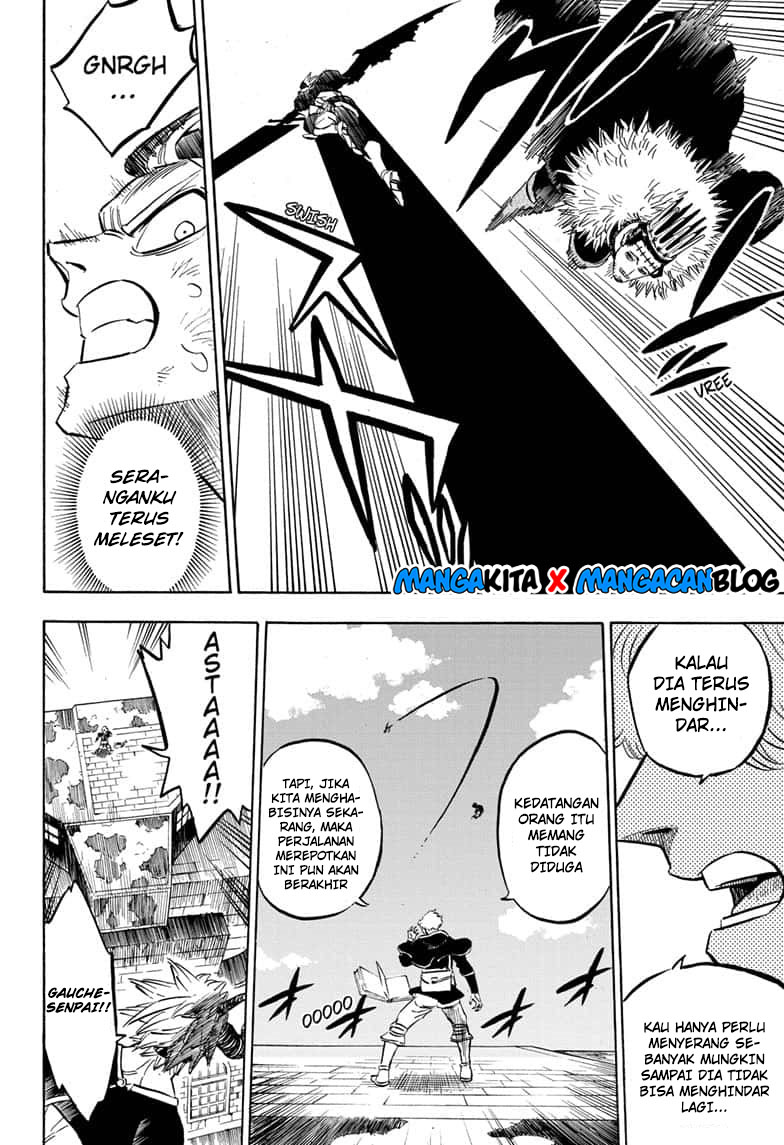 GNRGH
...
SWISH
VREE
SERA-
NGANKU
TERUS
MELESET!
MANGAKITA X MANGACANBLOG
ASTAAAA!!
GAUCHE-
SENPAI!!
TAPI, JIKA
KITA MENGHA-
BISINYA SEKA-
RANG, MAKA
PERJALANAN
MEREPOTKAN
INI PUN AKAN
BERAKHIR
KEDATANGAN
ORANG ITU
MEMANG
TIDAK
DIDUGA
OOOOO
KALAU
DIA TERUS
MENGHIN-
DAR...
KAU HANYA PERLU
MENYERANG SE-
BANYAK MUNGKIN
SAMPAI DIA TIDAK
BISA MENGHINDAR
LAGI...